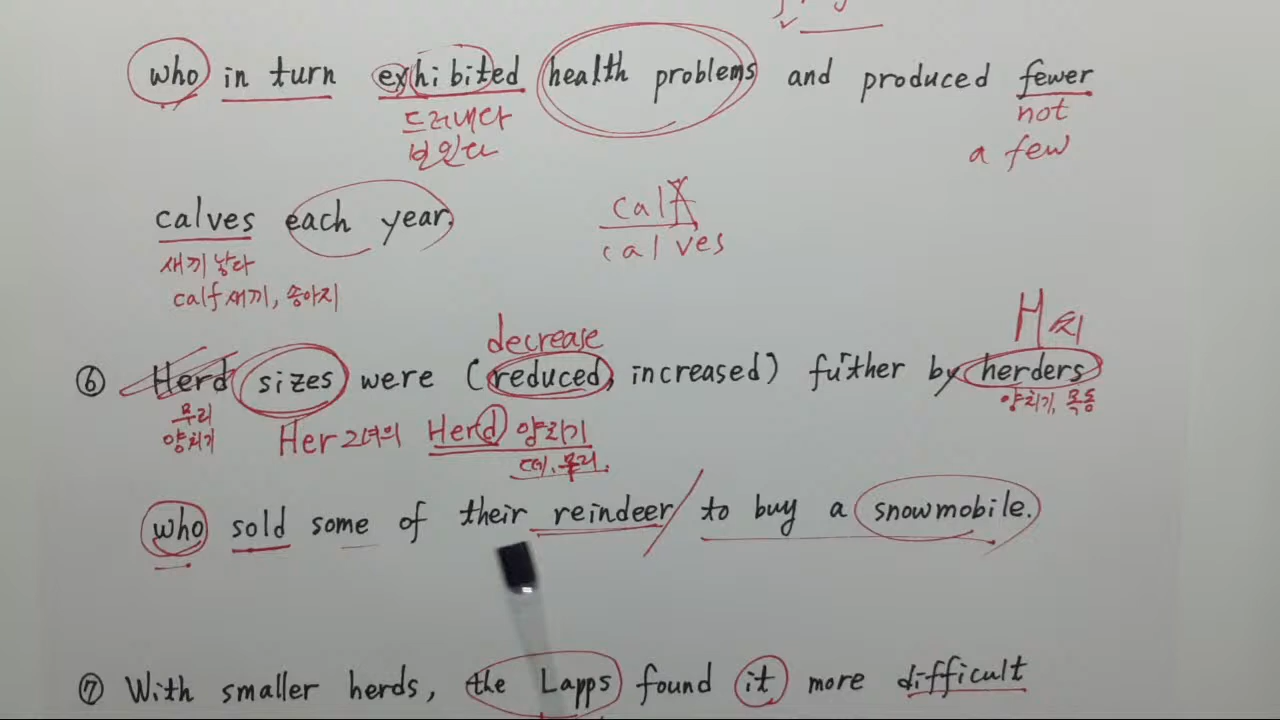 who in turn exhibited health problems and produced fewer
드러내다 not
보인다 a few
calves each year. calf
새끼 낳다 calves
calf 새끼, 송아지
decrease H
⑥ Herd sizes were (reduced, increased) futher by herders
무리 양치기, 목동
양치기 Her 그녀의 Herd 양치기
떼, 무리.
who sold some of their reindeer / to buy a snowmobile.
⑦ With smaller herds, the Lapps found it more difficult